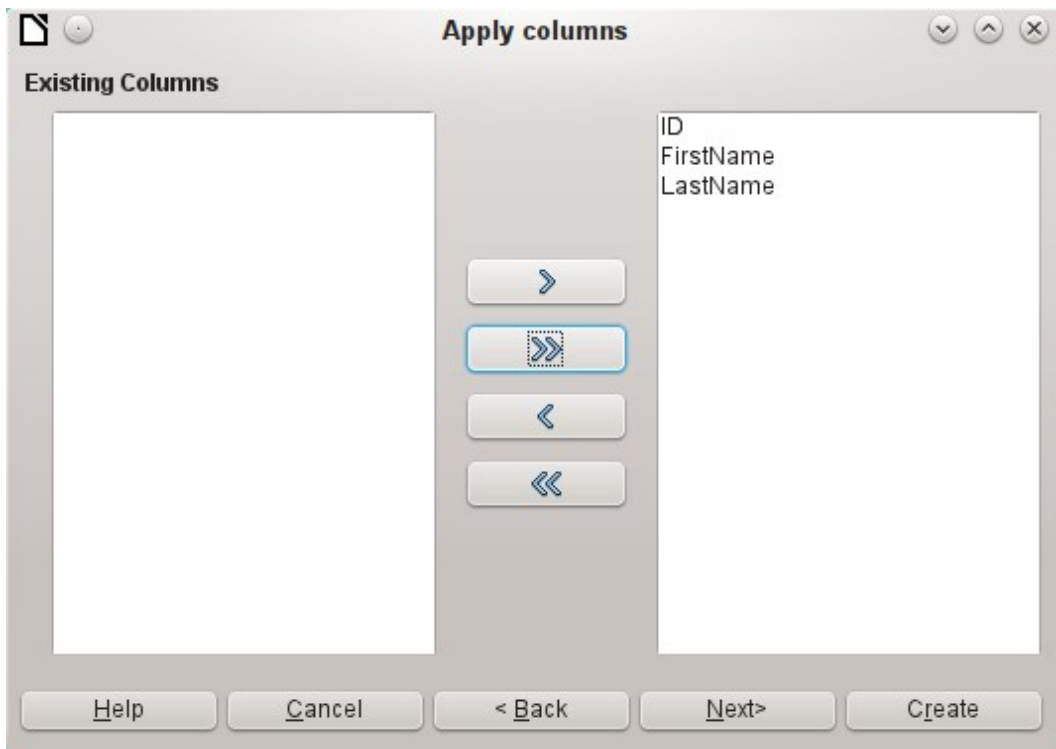 Apply columns
Existing Columns
ID
FirstName
LastName
Help
Cancel
< Back
Next>
Create